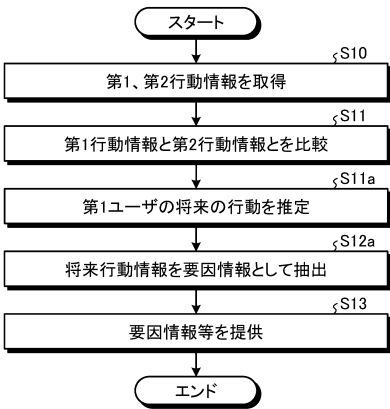 スタート
S10
第1、第2行動情報を取得
S11
第1行動情報と第2行動情報とを比較
S11a
第1ユーザの将来の行動を推定
S12a
将来行動情報を要因情報として抽出
S13
要因情報等を提供
エンド